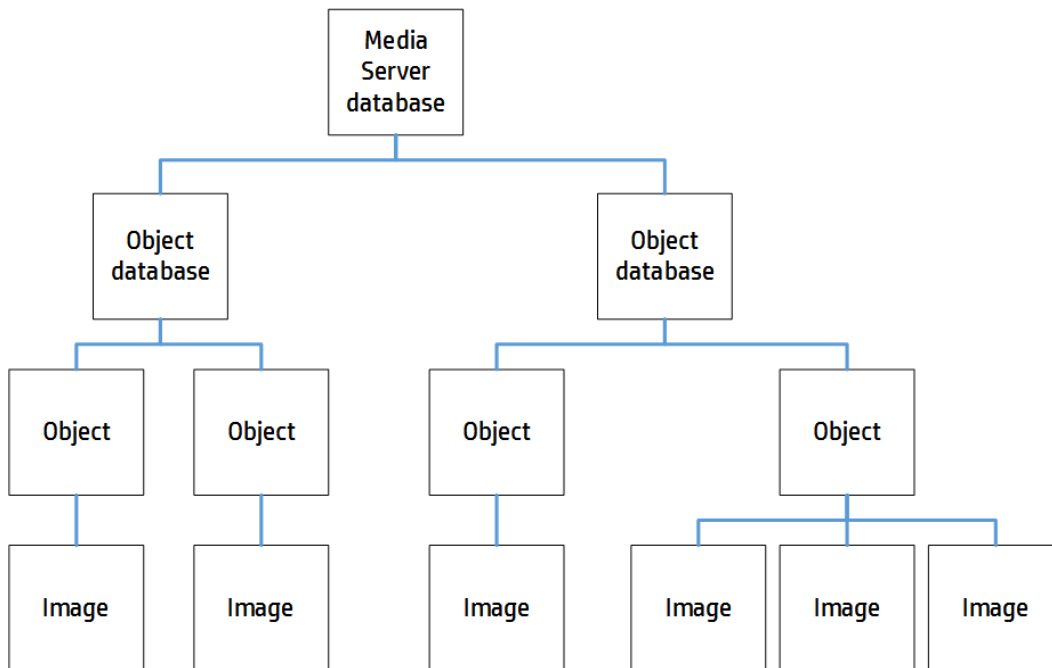 Media
Server
database
Object
database
Object
database
Object
Object
Object
Object
Image
Image
Image
Image
Image
Image